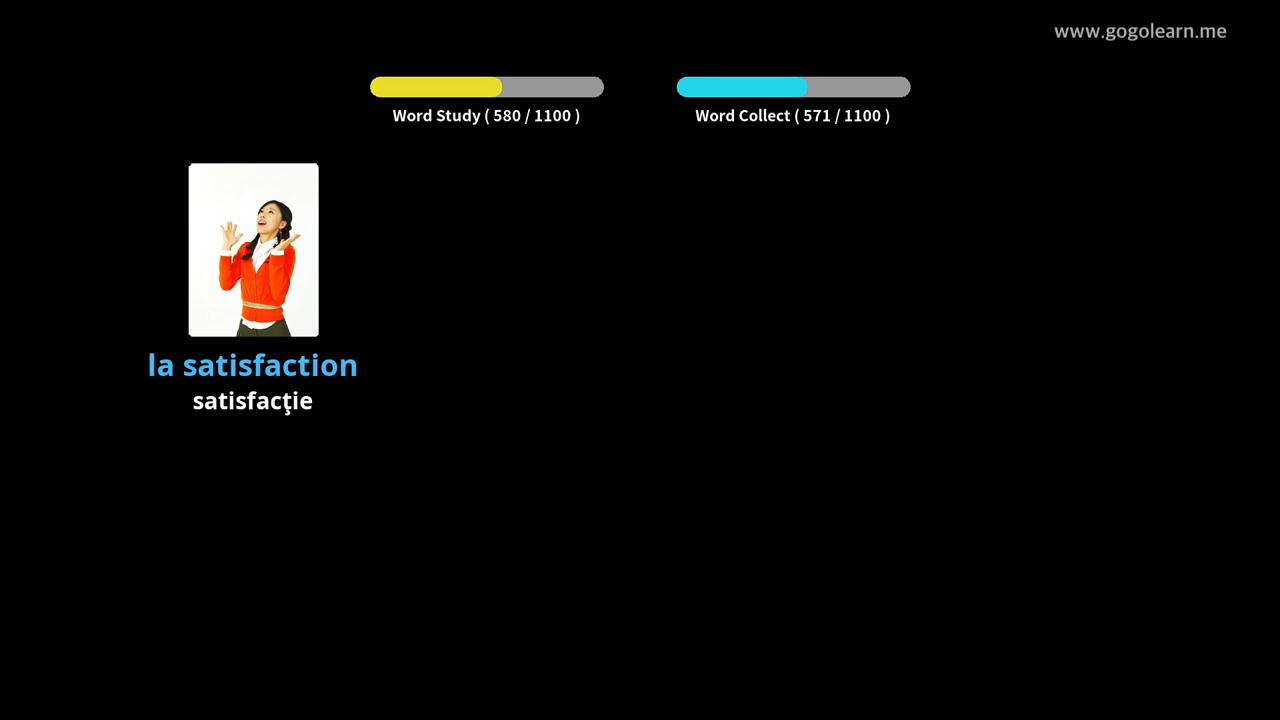 www.gogolearn.me
Word Study ( 580 / 1100 )
Word Collect ( 571 / 1100 )
la satisfaction
satisfacţie